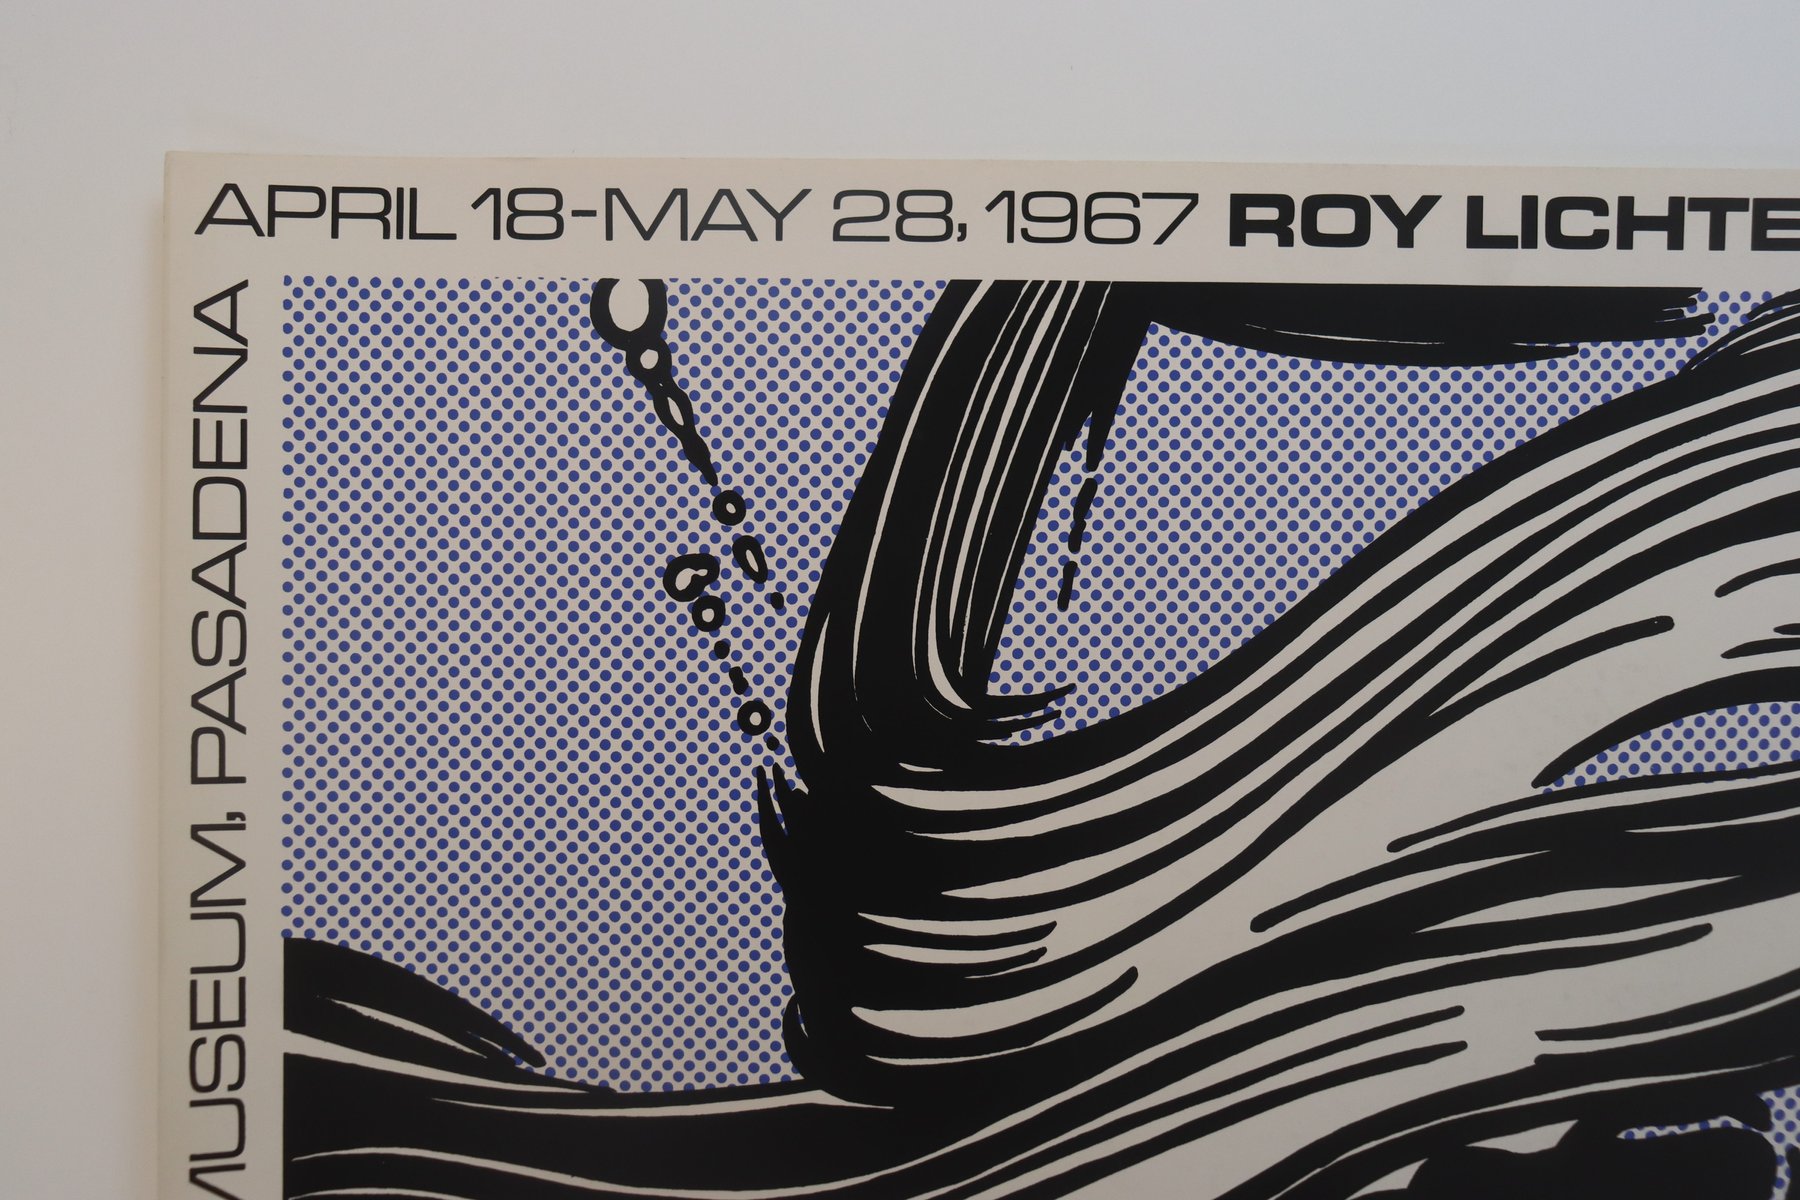 APRIL 18-MAY 28, 1967 ROY LICHTE
MUSEUM, PASADENA